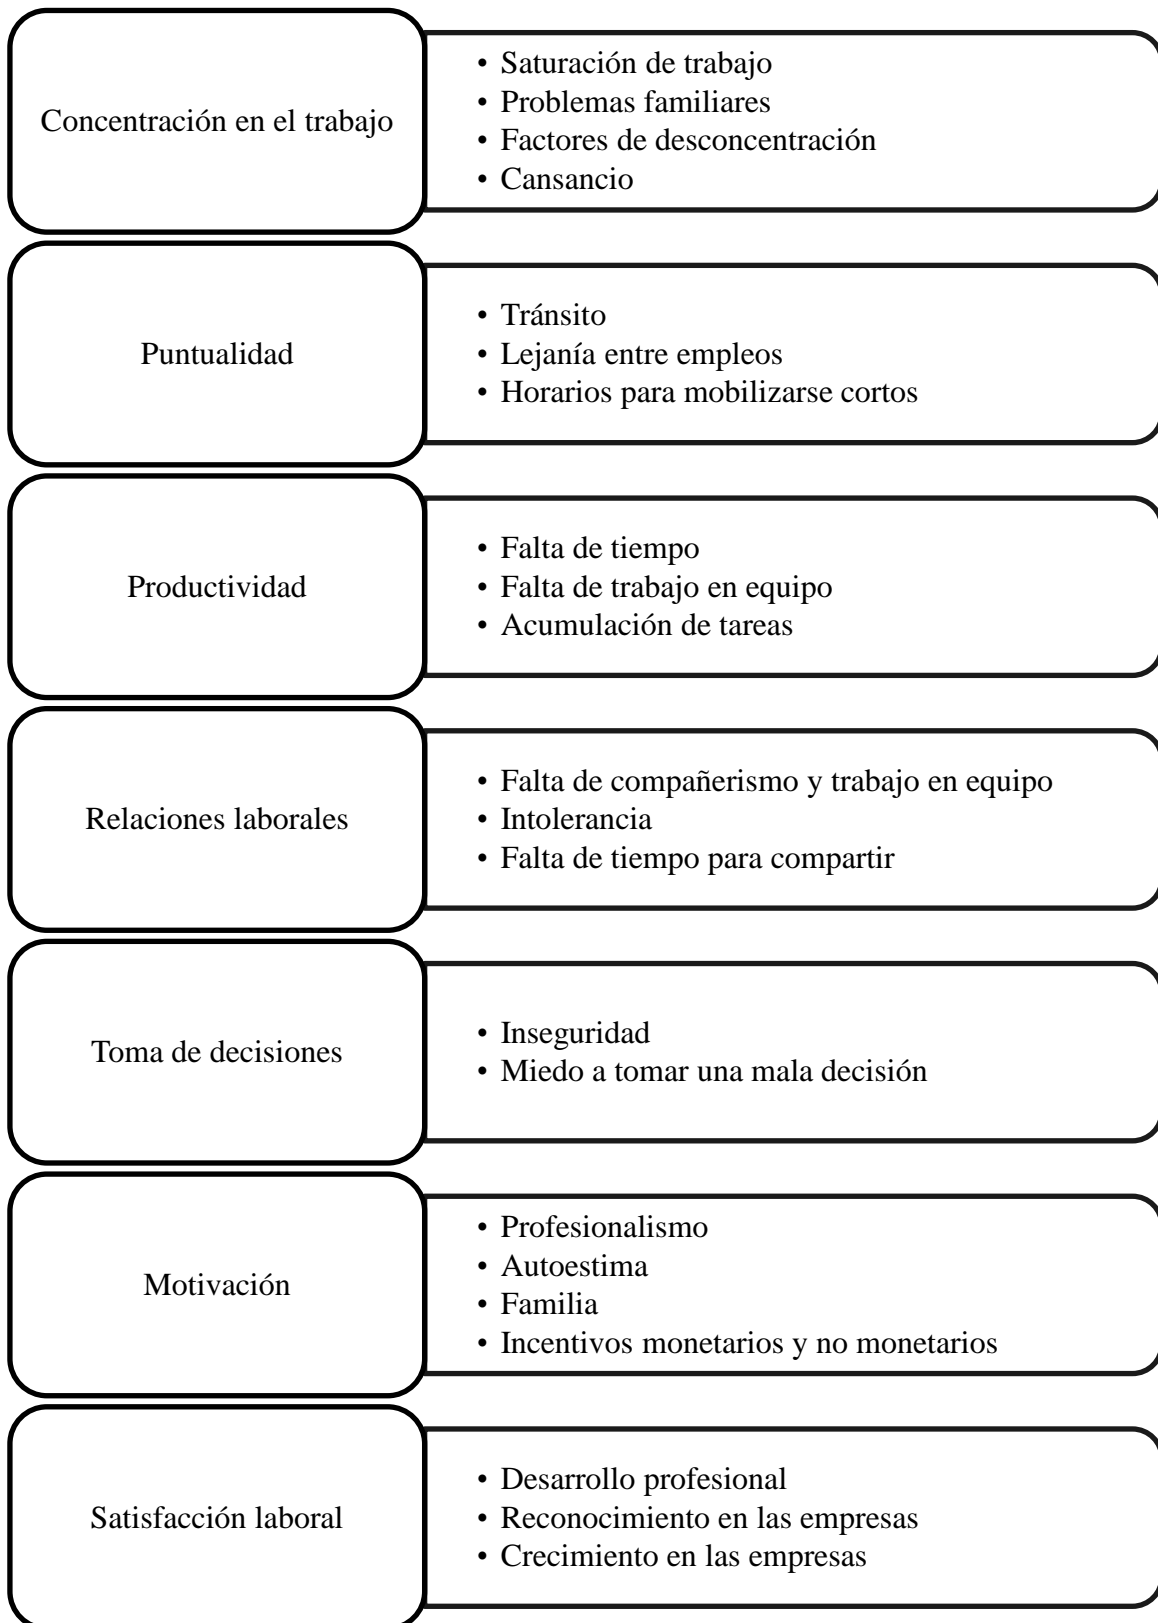 Concentración en el trabajo
• Saturación de trabajo
• Problemas familiares
• Factores de desconcentración
• Cansancio
Puntualidad
• Tránsito
• Lejanía entre empleos
• Horarios para mobilizarse cortos
Productividad
• Falta de tiempo
• Falta de trabajo en equipo
• Acumulación de tareas
Relaciones laborales
• Falta de compañerismo y trabajo en equipo
• Intolerancia
• Falta de tiempo para compartir
Toma de decisiones
• Inseguridad
• Miedo a tomar una mala decisión
Motivación
• Profesionalismo
• Autoestima
• Familia
• Incentivos monetarios y no monetarios
Satisfacción laboral
• Desarrollo profesional
• Reconocimiento en las empresas
• Crecimiento en las empresas